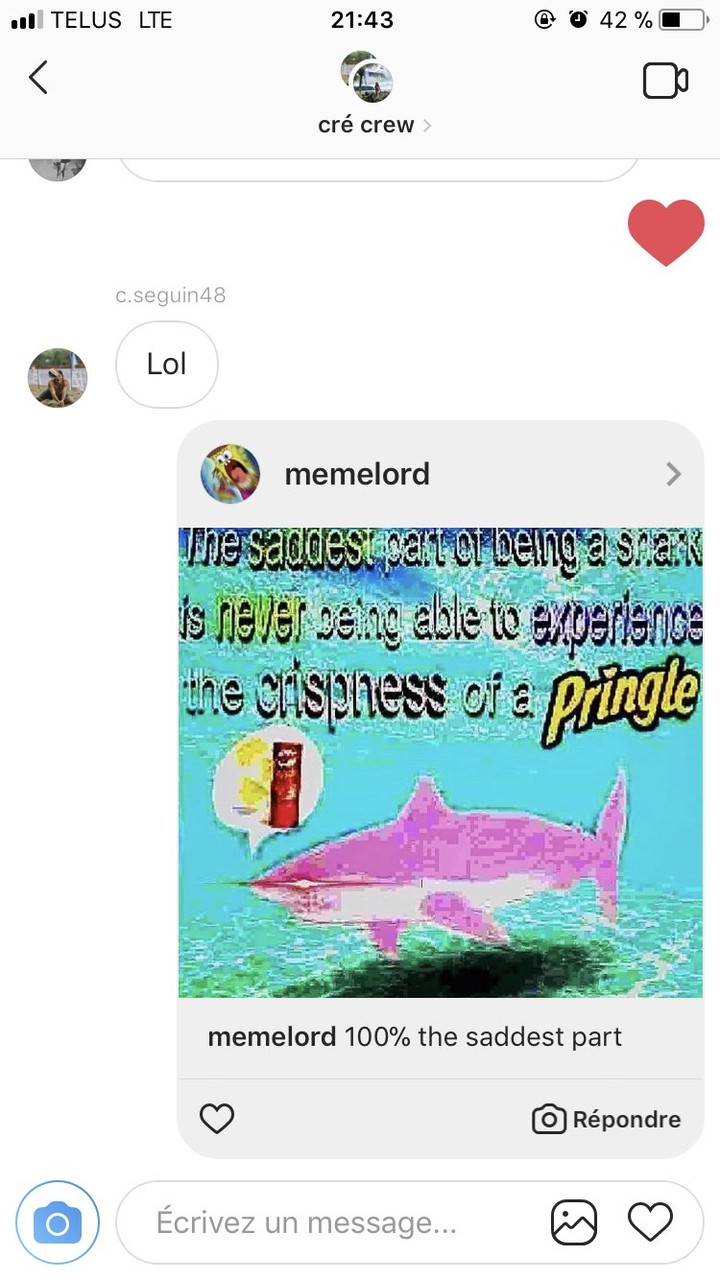 TELUS LTE
21:43
42 %
cré crew
c.seguin48
Lol
memelord
The saddest part of being a shark
is never being able to experience
the crispness of a Pringle
memelord 100% the saddest part
Répondre
Écrivez un message...